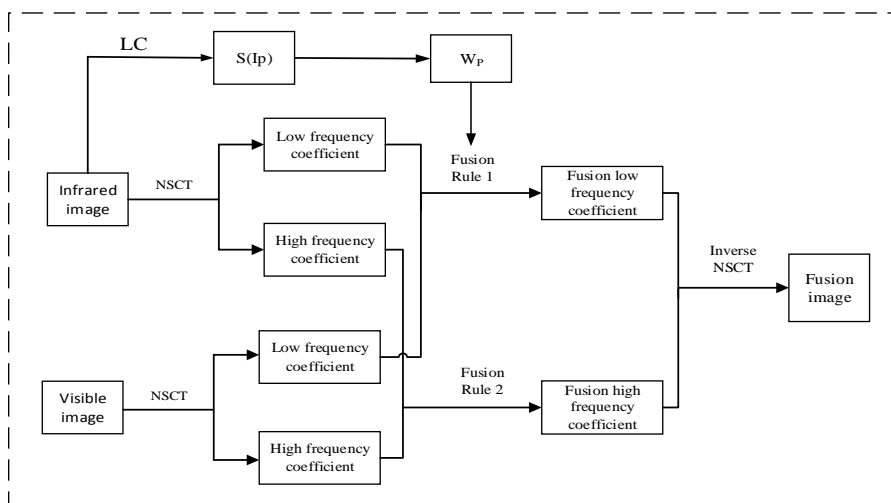 LC
S(Ip)
WP
Low frequency
coefficient
Fusion
Rule 1
Fusion low
frequency
coefficient
Infrared
image
NSCT
High frequency
coefficient
Inverse
NSCT
Fusion
image
Low frequency
coefficient
Visible
image
NSCT
Fusion
Rule 2
Fusion high
frequency
coefficient
High frequency
coefficient